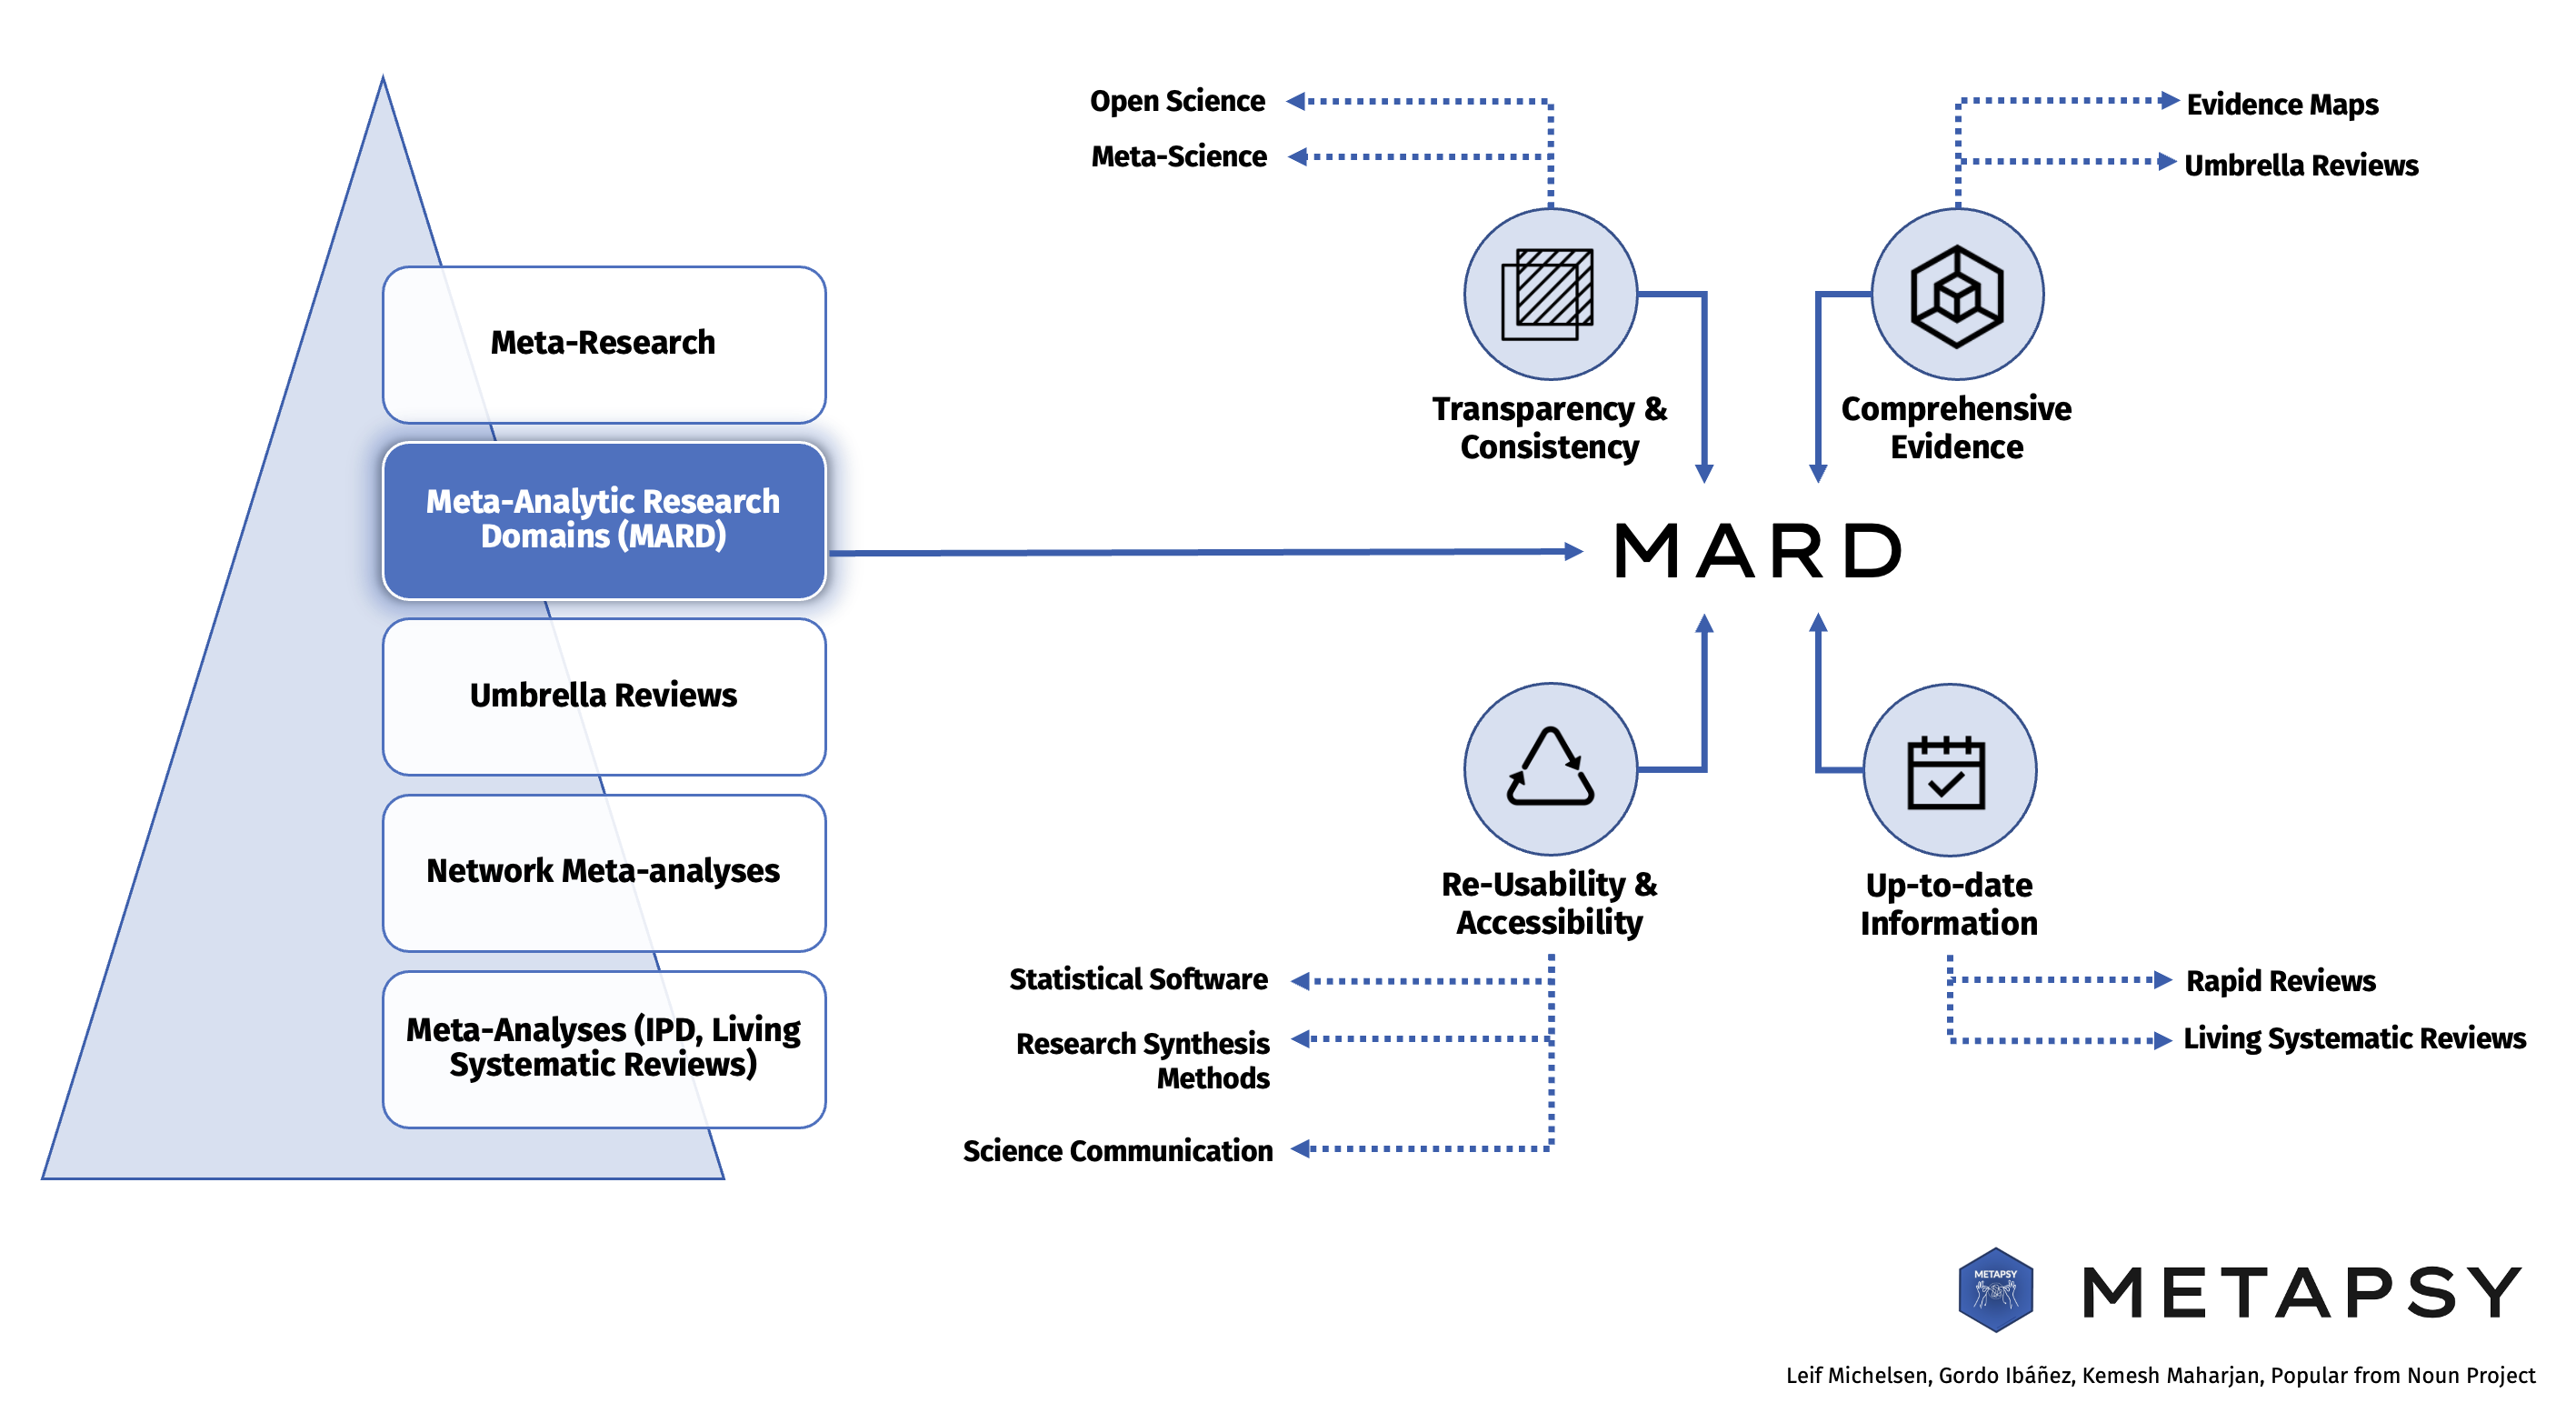 Meta-Research
Meta-Analytic Research
Domains (MARD)
Umbrella Reviews
Network Meta-analyses
Meta-Analyses (IPD, Living
Systematic Reviews)
Open Science
Meta-Science
Evidence Maps
Umbrella Reviews
Transparency &
Consistency
Comprehensive
Evidence
MARD
Re-Usability &
Accessibility
Up-to-date
Information
Statistical Software
Research Synthesis
Methods
Science Communication
Rapid Reviews
Living Systematic Reviews
METAPSY
METAPSY
Leif Michelsen, Gordo Ibáñez, Kemesh Maharjan, Popular from Noun Project